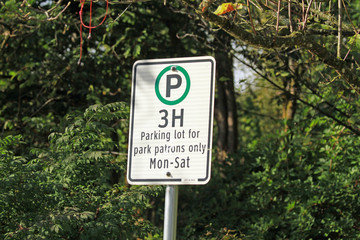 P
3H
Parking lot for
park patrons only
Mon-Sat